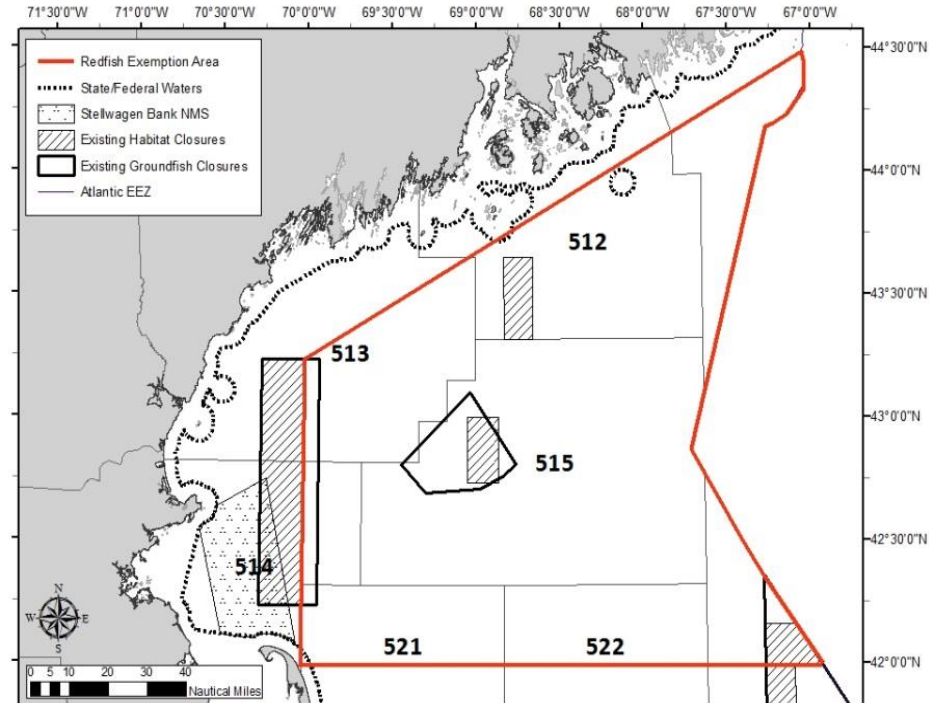 71°30'0"W 71°0'0"W 70°30'0"W 70°0'0"W 69°30'0"W 69°0'0"W 68°30'0"W 68°0'0"W 67°30'0"W 67°0'0"W
Redfish Exemption Area
State/Federal Waters
Stellwagen Bank NMS
Existing Habitat Closures
Existing Groundfish Closures
Atlantic EEZ
44°30'0"N
44°0'0"N
512
43°30'0"N
513
43°0'0"N
515
42°30'0"N
514
N
W E
S
521 522
42°0'0"N
0 5 10 20 30 40
Nautical Miles